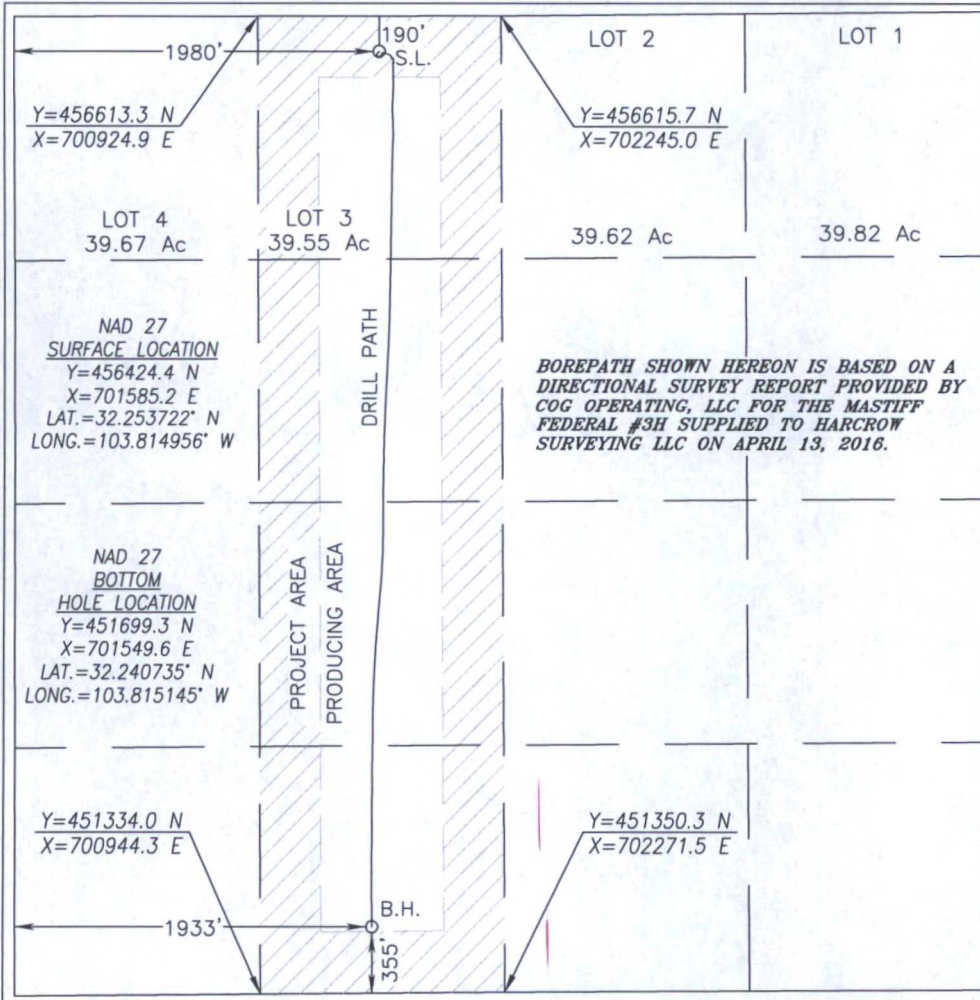 190'
1980'
S.L.
LOT 2
LOT 1
Y=456613.3 N
X=700924.9 E
Y=456615.7 N
X=702245.0 E
LOT 4
39.67 Ac
LOT 3
39.55 Ac
39.62 Ac
39.82 Ac
NAD 27
SURFACE LOCATION
Y=456424.4 N
X=701585.2 E
LAT.=32.253722° N
LONG.=103.814956° W
DRILL PATH
BOREPATH SHOWN HEREON IS BASED ON A
DIRECTIONAL SURVEY REPORT PROVIDED BY
COG OPERATING, LLC FOR THE MASTIFF
FEDERAL #3H SUPPLIED TO HARCROW
SURVEYING LLC ON APRIL 13, 2016.
NAD 27
BOTTOM
HOLE LOCATION
Y=451699.3 N
X=701549.6 E
LAT.=32.240735° N
LONG.=103.815145° W
PROJECT AREA
PRODUCING AREA
Y=451334.0 N
X=700944.3 E
Y=451350.3 N
X=702271.5 E
B.H.
1933'
355'